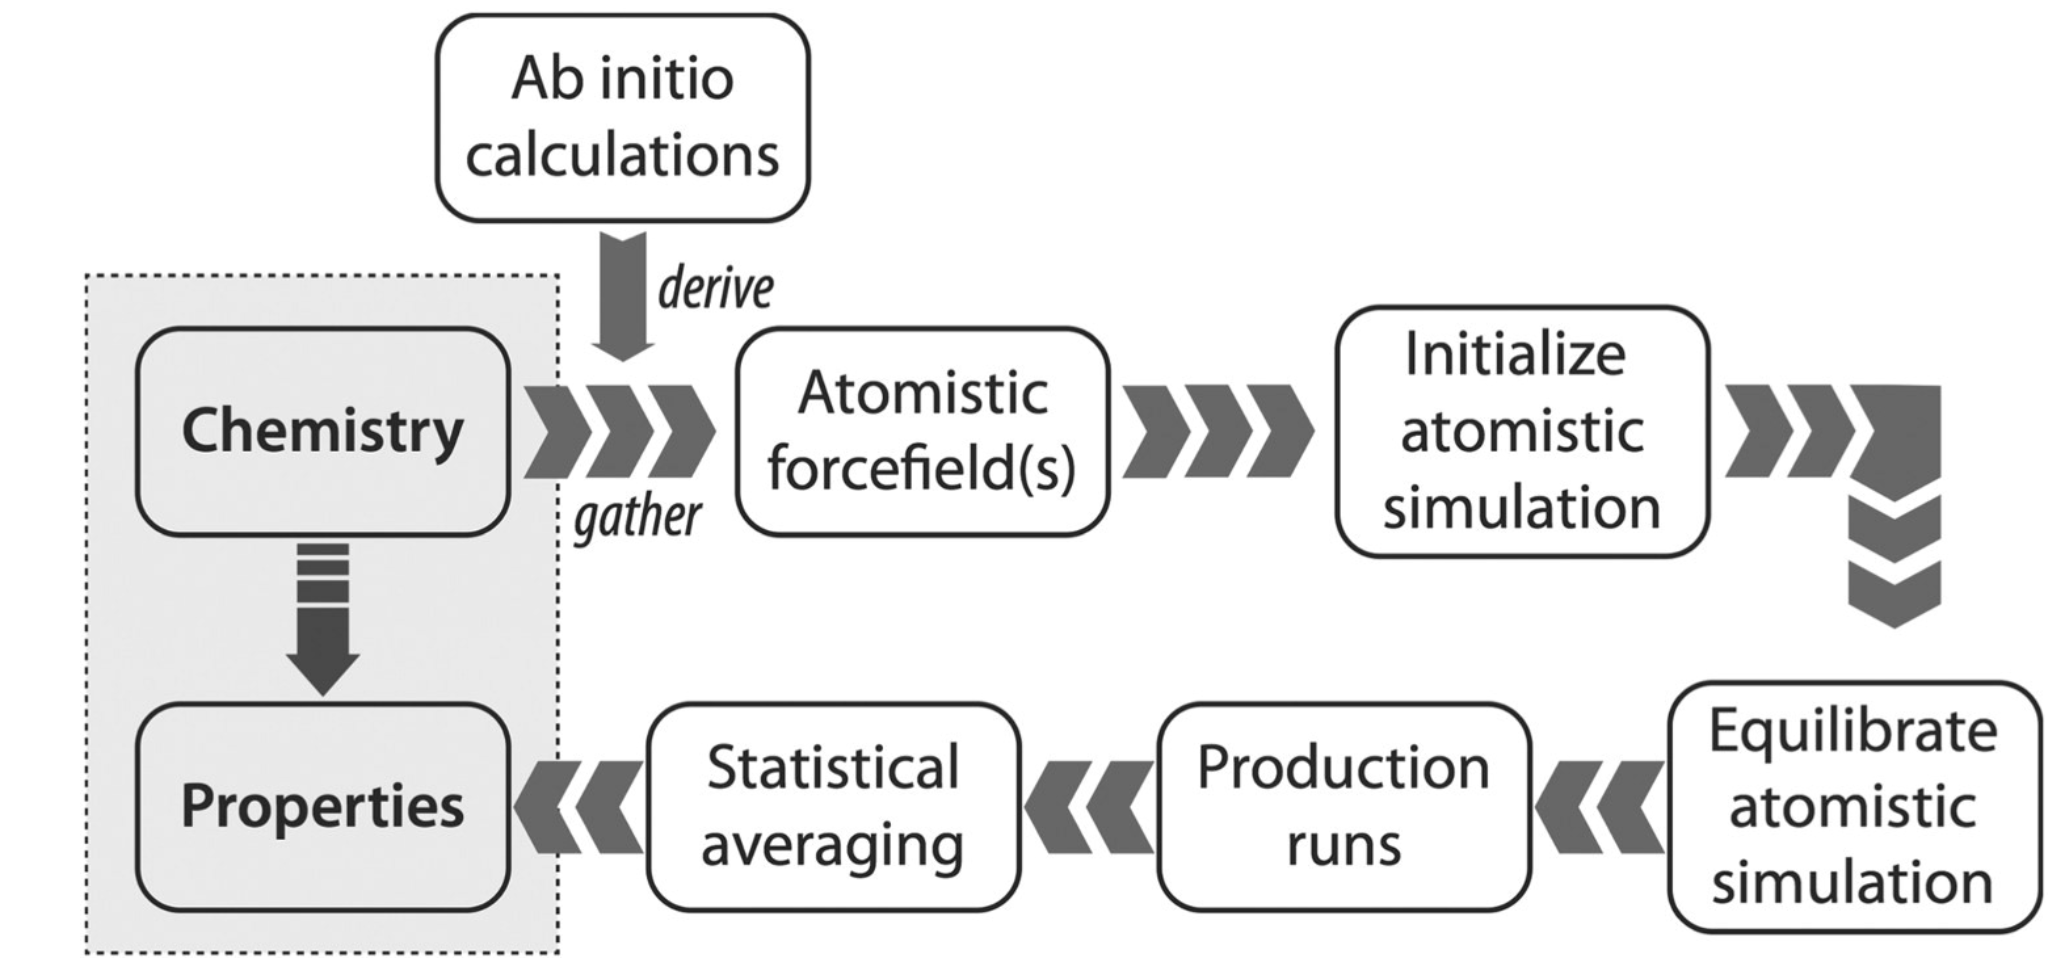 Ab initio
calculations
derive
Chemistry
gather
Atomistic
forcefield(s)
Initialize
atomistic
simulation
Equilibrate
atomistic
simulation
Production
runs
Statistical
averaging
Properties